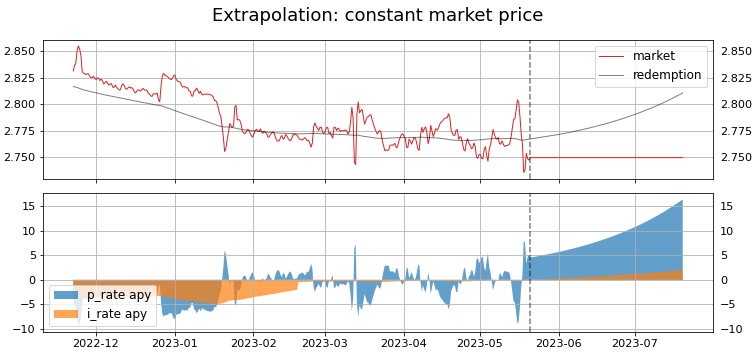 Extrapolation: constant market price
2.850 2.850
2.825 2.825
2.800 2.800
2.775 2.775
2.750 2.750
market
redemption
15 15
10 10
5 5
0 0
−5 −5
−10 −10
p_rate apy
i_rate apy
2022-12 2023-01 2023-02 2023-03 2023-04 2023-05 2023-06 2023-07